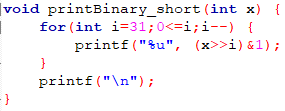 void printBinary_short(int x) {
    for(int i=31;0<=i;i--) {
        printf("%u", (x>>i)&1);
    }
    printf("\n");
}